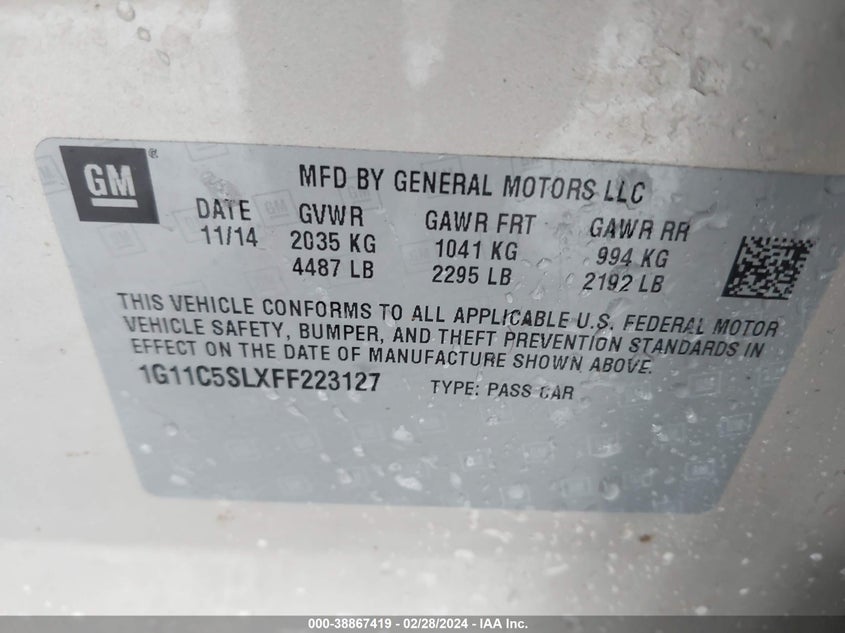 GM®
MFD BY GENERAL MOTORS LLC
DATE GVWR GAWR FRT GAWR RR
11/14 2035 KG 1041 KG 994 KG
4487 LB 2295 LB 2192 LB
THIS VEHICLE CONFORMS TO ALL APPLICABLE U.S. FEDERAL MOTOR
VEHICLE SAFETY, BUMPER, AND THEFT PREVENTION STANDARDS IN
EFFECT ON THE DATE OF MANUFACTURE SHOWN ABOVE.
1G11C5SLXFF223127 TYPE: PASS CAR
000-38867419 | 02/28/2024 - IAA Inc.